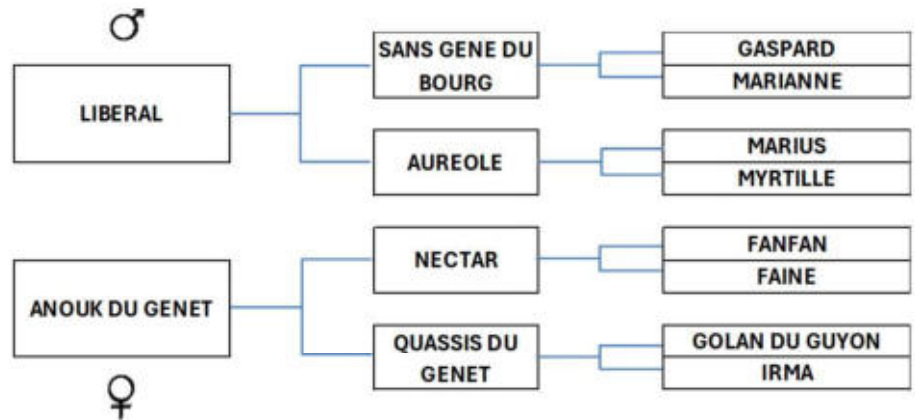 ♂
SANS GENE DU
BOURG
GASPARD
MARIANNE
LIBERAL
AUREOLE
MARIUS
MYRTILLE
NECTAR
FANFAN
FAINE
ANOUK DU GENET
QUASSIS DU
GENET
GOLAN DU GUYON
IRMA
♀